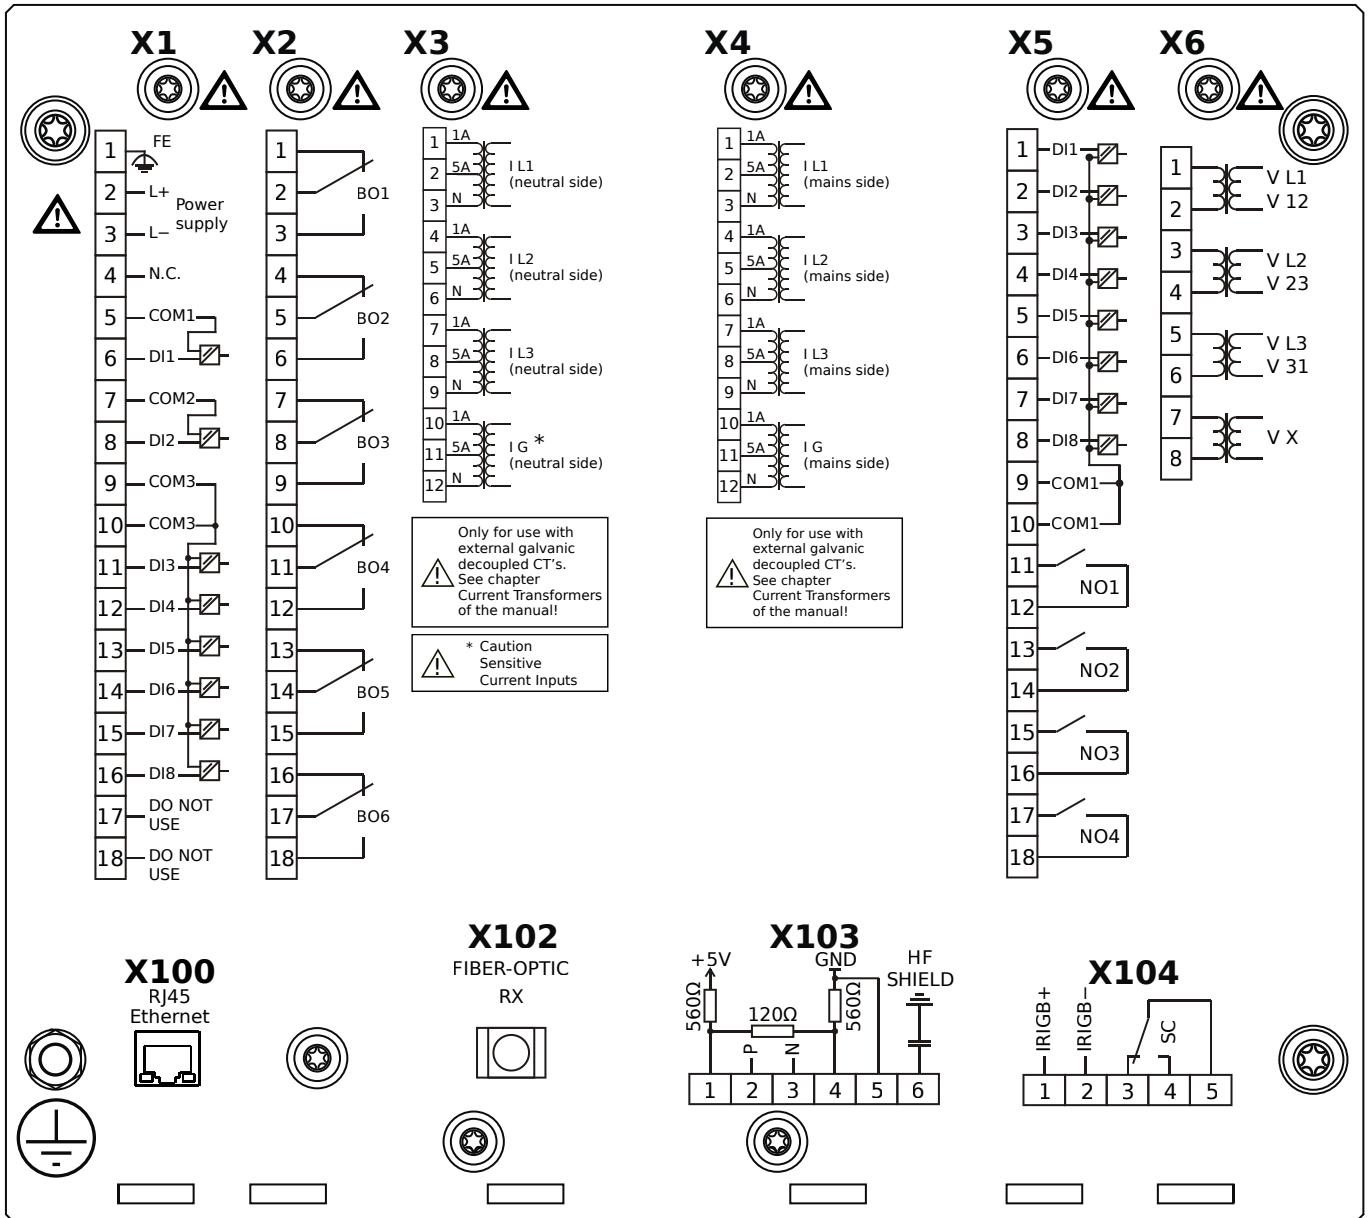 X1
X2
X3
X4
X5
X6
1
FE
2
L+
Power
supply
3
L−
4
N.C.
5
COM1
6
DI1
7
COM2
8
DI2
9
COM3
10
COM3
11
DI3
12
DI4
13
DI5
14
DI6
15
DI7
16
DI8
17
DO NOT
USE
18
DO NOT
USE
1
2
BO1
3
4
5
BO2
6
7
8
BO3
9
10
11
BO4
12
13
14
BO5
15
16
17
BO6
18
1
1A
2
5A
I L1
(neutral side)
3
N
4
1A
5
5A
I L2
(neutral side)
6
N
7
1A
8
5A
I L3
(neutral side)
9
N
10
1A
11
5A
I G *
(neutral side)
12
N
Only for use with
external galvanic
decoupled CT's.
See chapter
Current Transformers
of the manual!
* Caution
Sensitive
Current Inputs
1
1A
2
5A
I L1
(mains side)
3
N
4
1A
5
5A
I L2
(mains side)
6
N
7
1A
8
5A
I L3
(mains side)
9
N
10
1A
11
5A
I G
(mains side)
12
N
Only for use with
external galvanic
decoupled CT's.
See chapter
Current Transformers
of the manual!
1
DI1
2
DI2
3
DI3
4
DI4
5
DI5
6
DI6
7
DI7
8
DI8
9
COM1
10
COM1
11
NO1
12
13
NO2
14
15
NO3
16
17
NO4
18
1
V L1
2
V 12
3
V L2
4
V 23
5
V L3
6
V 31
7
V X
8
X100
RJ45
Ethernet
X102
FIBER-OPTIC
RX
X103
+5V
GND
HF
SHIELD
560Ω
120Ω
560Ω
P
N
1 2 3 4 5 6
X104
IRIGB+
IRIGB−
SC
1 2 3 4 5